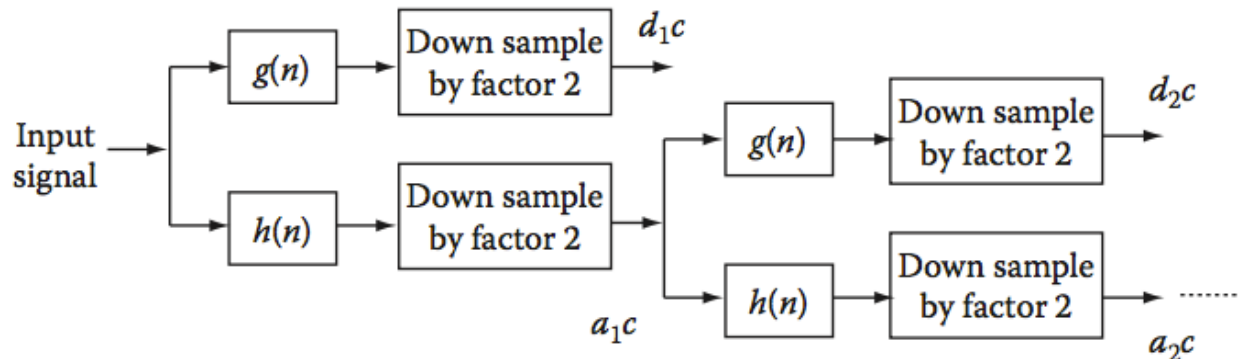 Input
signal
g(n)
Down sample
by factor 2
d₁c
h(n)
Down sample
by factor 2
a₁c
g(n)
Down sample
by factor 2
d₂c
h(n)
Down sample
by factor 2
a₂c